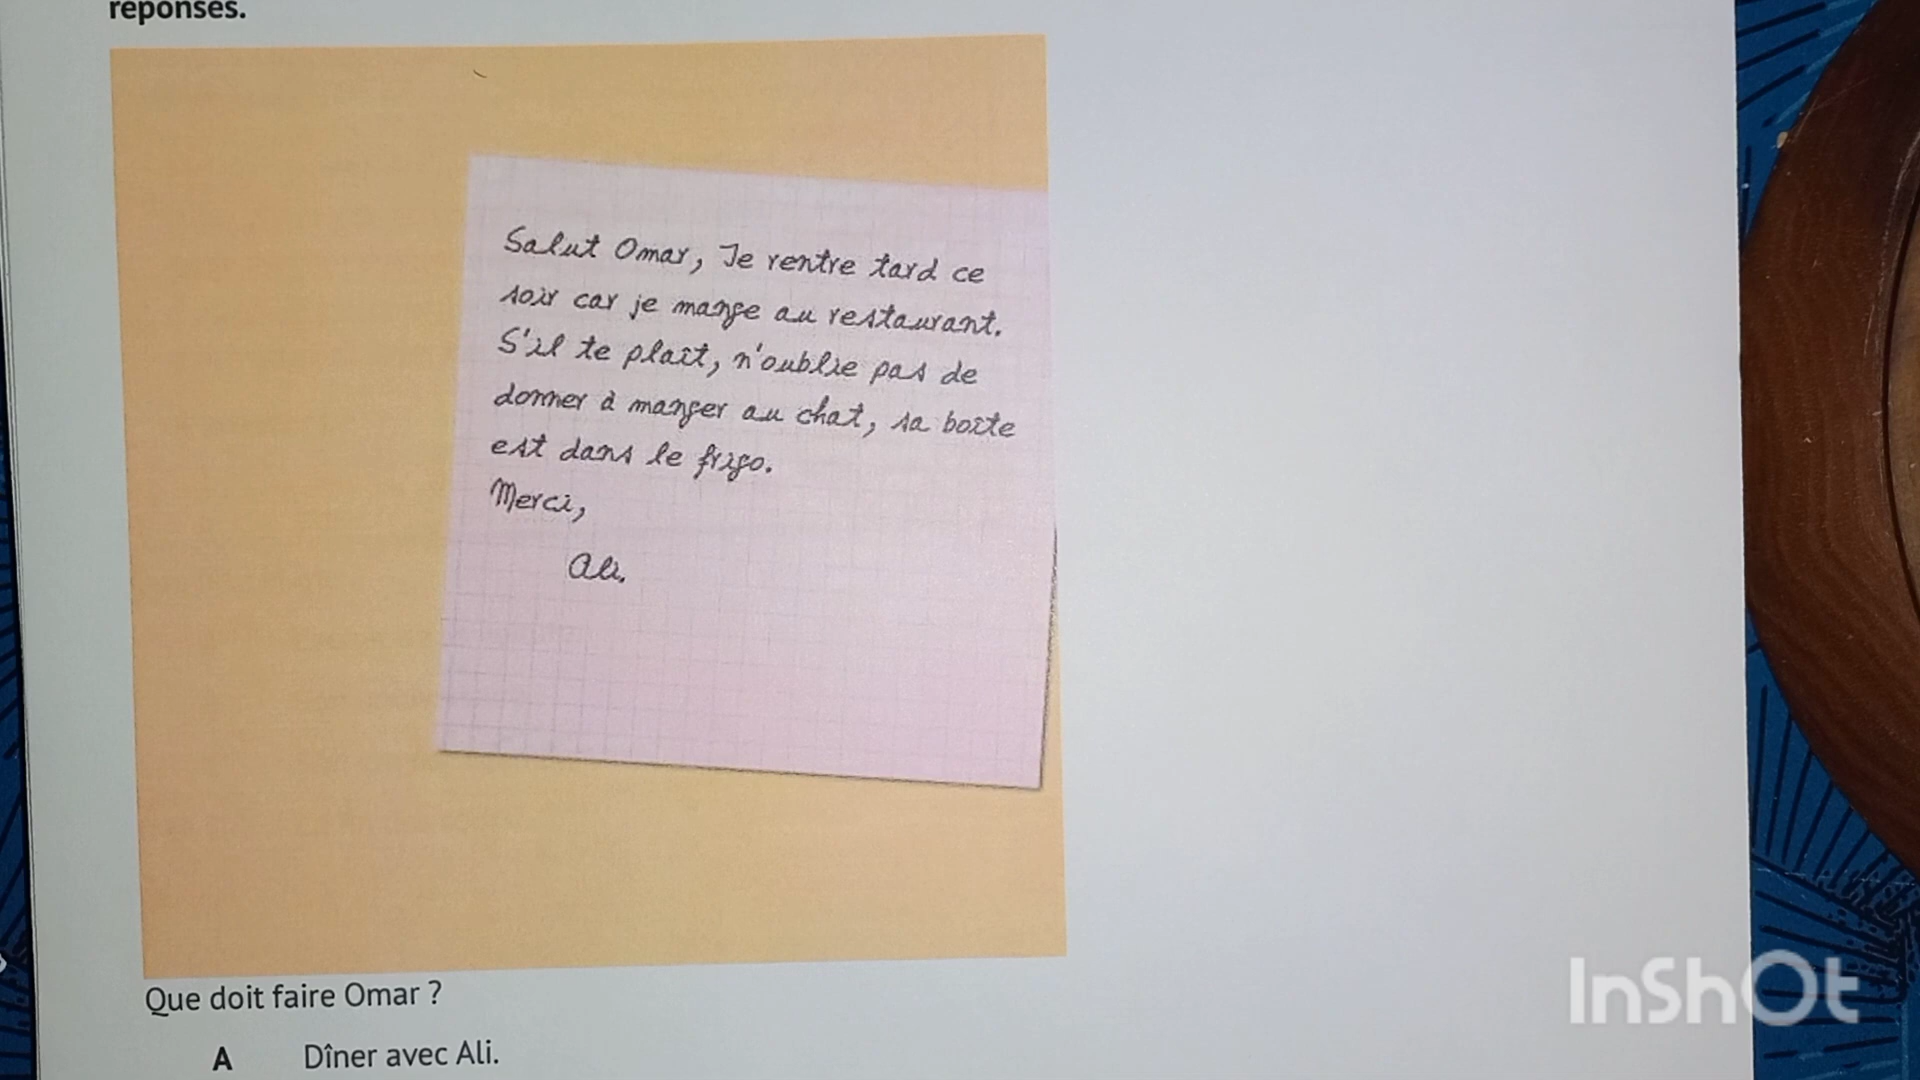 réponses.
Salut Omar, Je rentre tard ce
soir car je mange au restaurant.
S'il te plaît, n'oublie pas de
donner à manger au chat, sa boîte
est dans le frigo.
Merci,
Ali.
Que doit faire Omar ?
A Dîner avec Ali.
InShOt